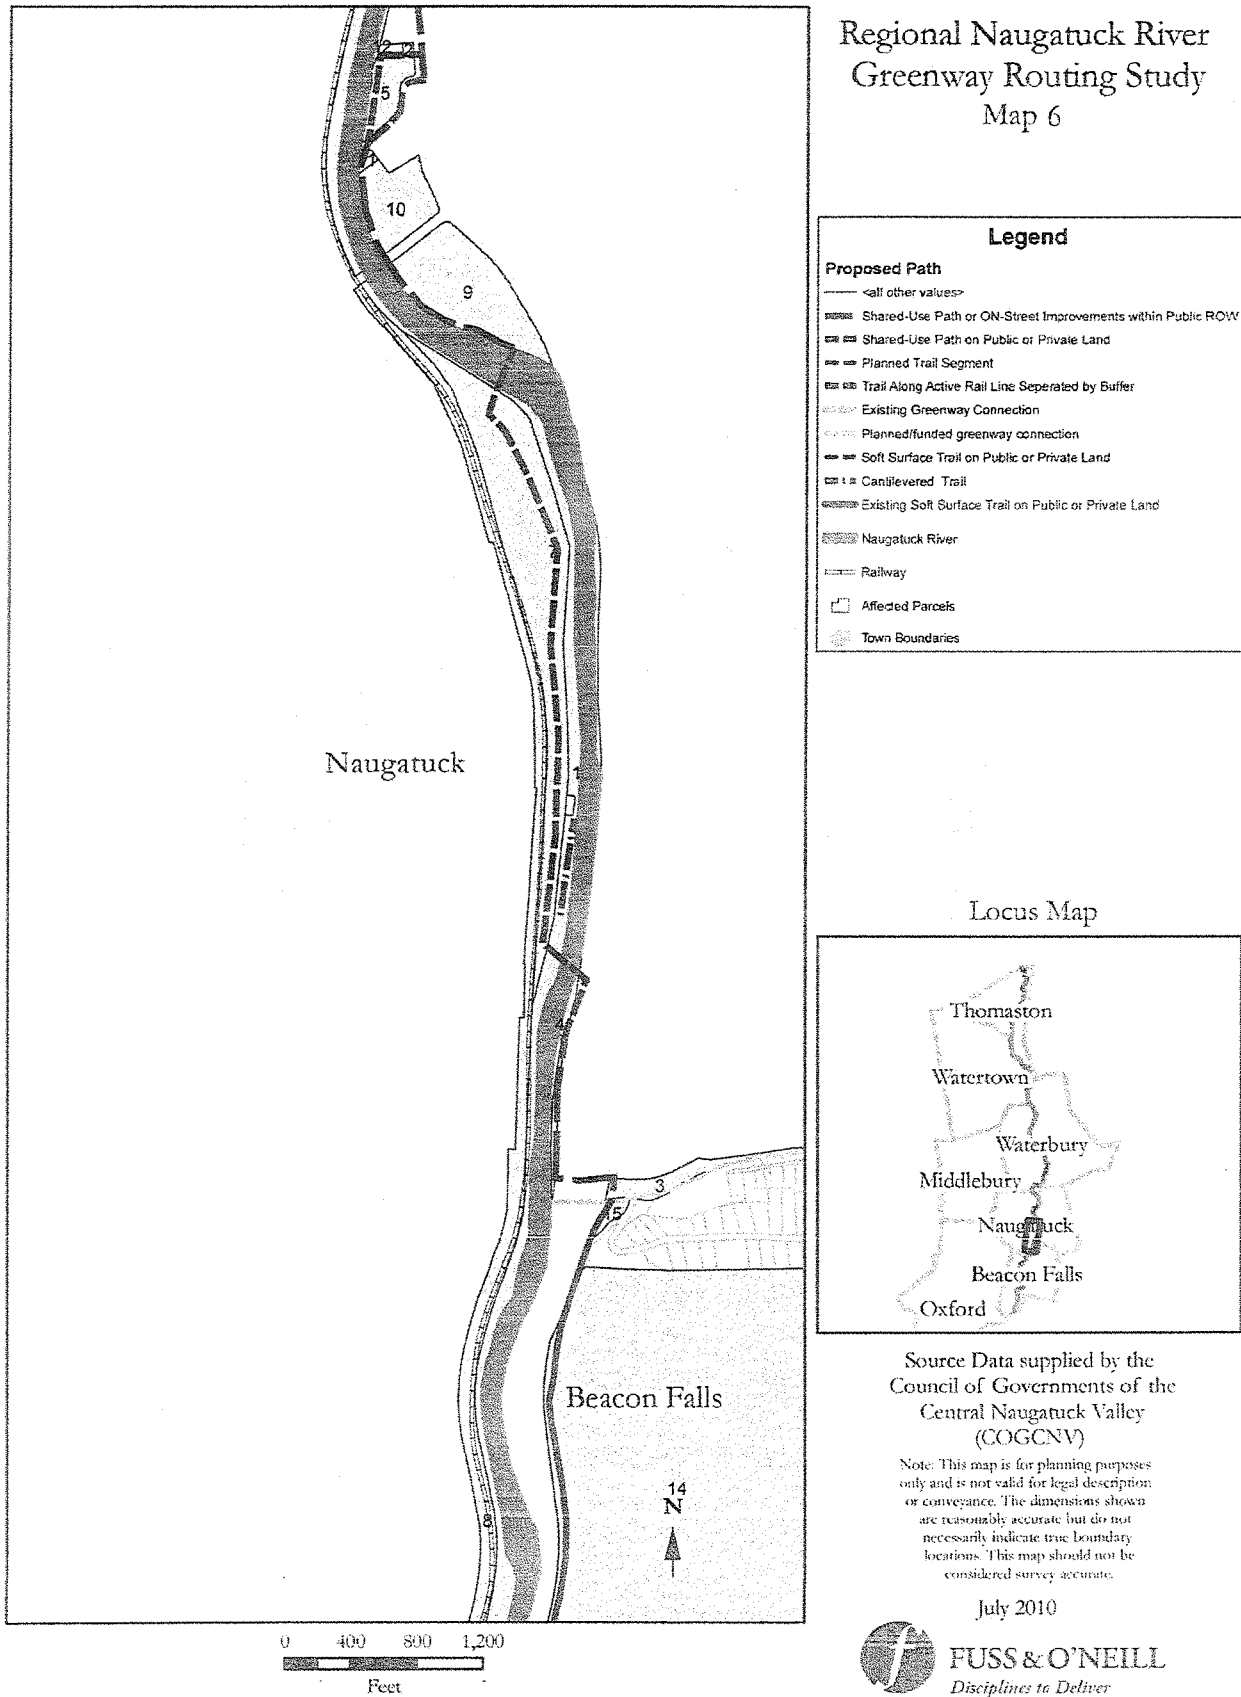 Regional Naugatuck River
Greenway Routing Study
Map 6
Legend
Proposed Path
<all other values>
Shared-Use Path or ON-Street Improvements within Public ROW
Shared-Use Path on Public or Private Land
Planned Trail Segment
Trail Along Active Rail Line Seperated by Buffer
Existing Greenway Connection
Planned/funded greenway connection
Soft Surface Trail on Public or Private Land
Cantilevered Trail
Existing Soft Surface Trail on Public or Private Land
Naugatuck River
Railway
Affected Parcels
Town Boundaries
5
10
9
Naugatuck
1
3
15
Beacon Falls
14
N
8
Locus Map
Thomaston
Watertown
Waterbury
Middlebury
Naugatuck
Beacon Falls
Oxford
Source Data supplied by the
Council of Governments of the
Central Naugatuck Valley
(COGCNV)
Note: This map is for planning purposes
only and is not valid for legal description
or conveyance. The dimensions shown
are reasonably accurate but do not
necessarily indicate true boundary
locations. This map should not be
considered survey accurate.
July 2010
0 400 800 1,200
Feet
FUSS & O'NEILL
Disciplines to Deliver